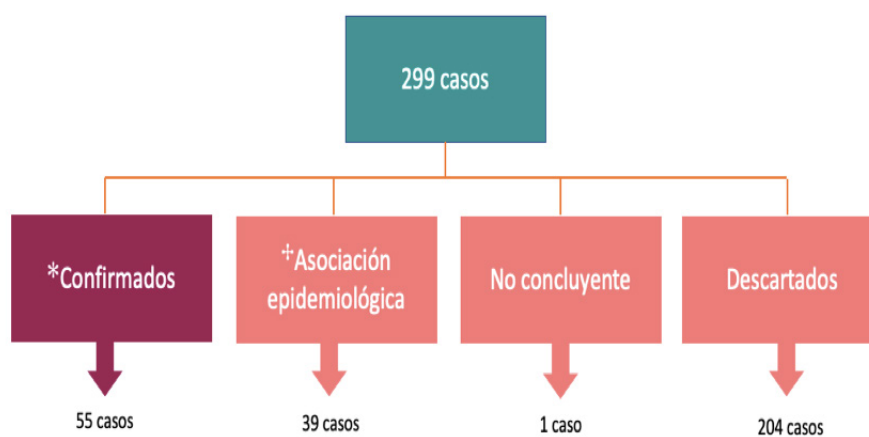 299 casos
*Confirmados
‡Asociación
epidemiológica
No concluyente
Descartados
55 casos
39 casos
1 caso
204 casos